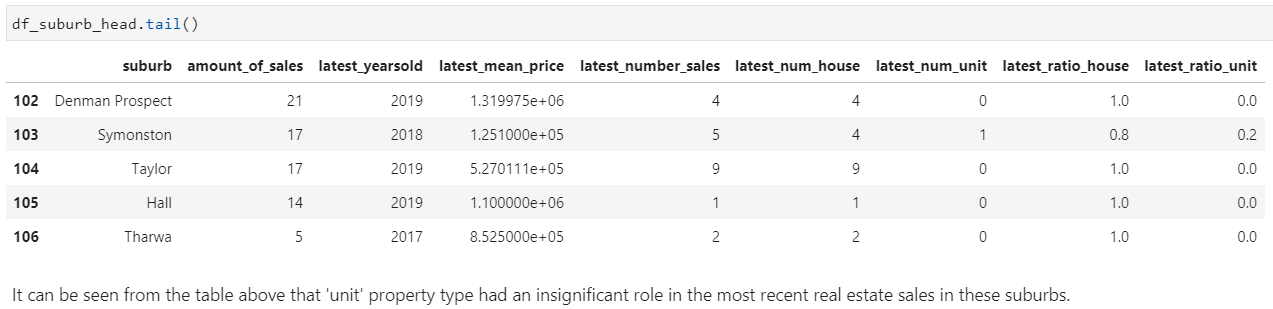 df_suburb_head.tail()
suburb amount_of_sales latest_yearsold latest_mean_price latest_number_sales latest_num_house latest_num_unit latest_ratio_house latest_ratio_unit
102 Denman Prospect 21 2019 1.319975e+06 4 4 0 1.0 0.0
103 Symonston 17 2018 1.251000e+05 5 4 1 0.8 0.2
104 Taylor 17 2019 5.270111e+05 9 9 0 1.0 0.0
105 Hall 14 2019 1.100000e+06 1 1 0 1.0 0.0
106 Tharwa 5 2017 8.525000e+05 2 2 0 1.0 0.0
It can be seen from the table above that 'unit' property type had an insignificant role in the most recent real estate sales in these suburbs.